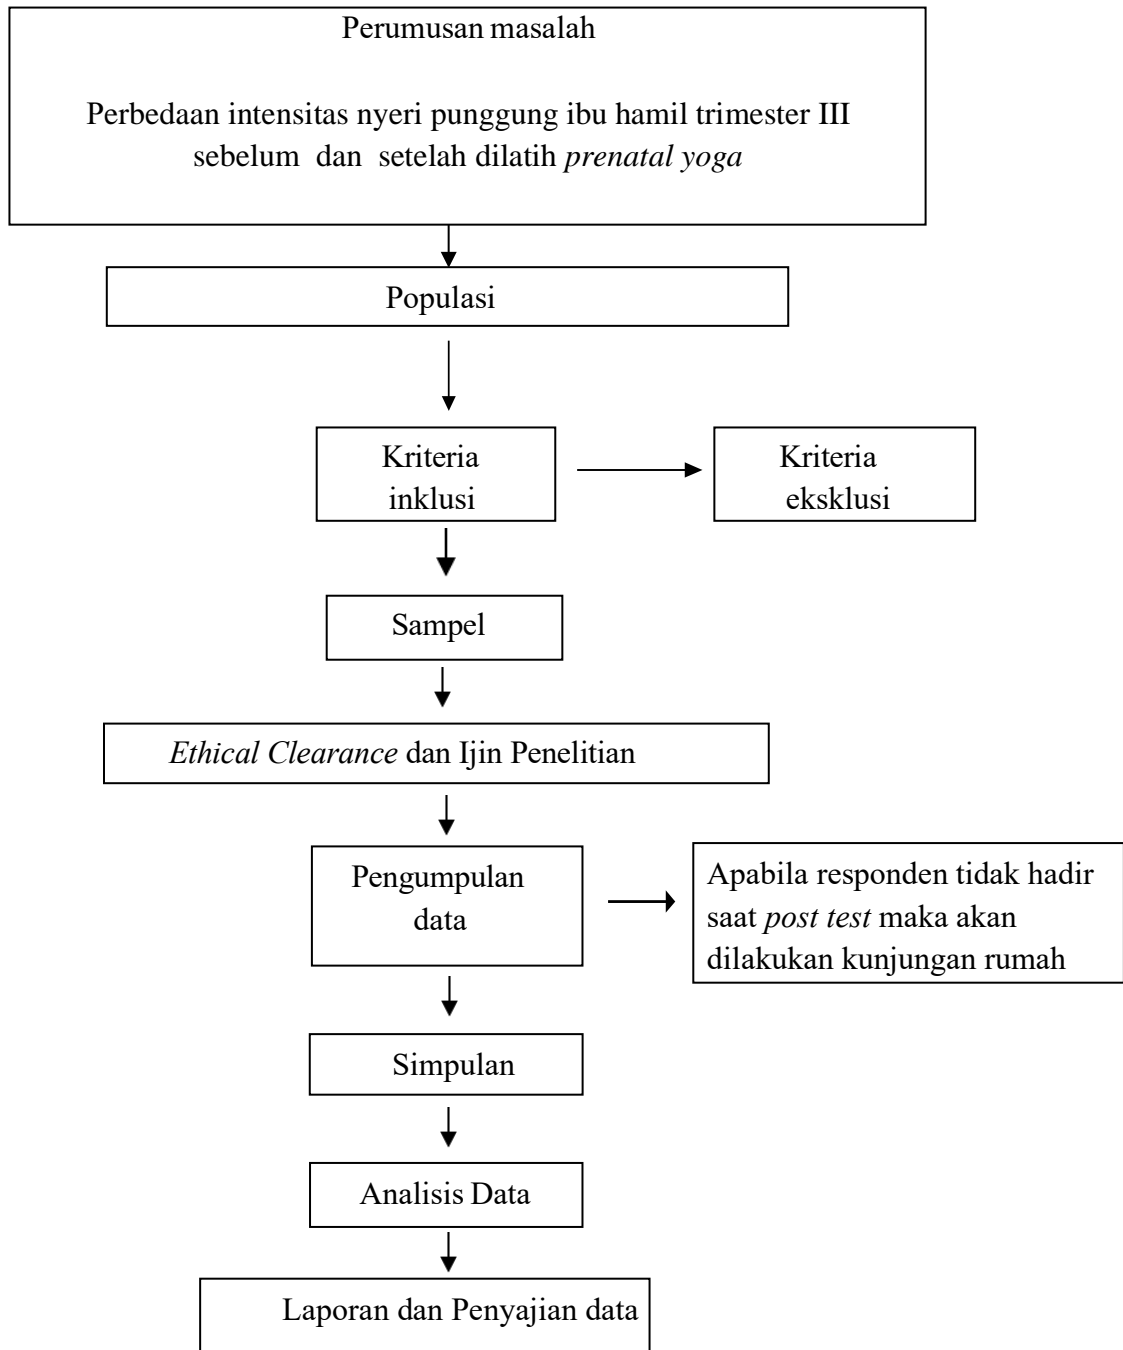 Perumusan masalah
Perbedaan intensitas nyeri punggung ibu hamil trimester III
sebelum dan setelah dilatih prenatal yoga
Populasi
Kriteria
inklusi
Kriteria
eksklusi
Sampel
Ethical Clearance dan Ijin Penelitian
Pengumpulan
data
Apabila responden tidak hadir
saat post test maka akan
dilakukan kunjungan rumah
Simpulan
Analisis Data
Laporan dan Penyajian data